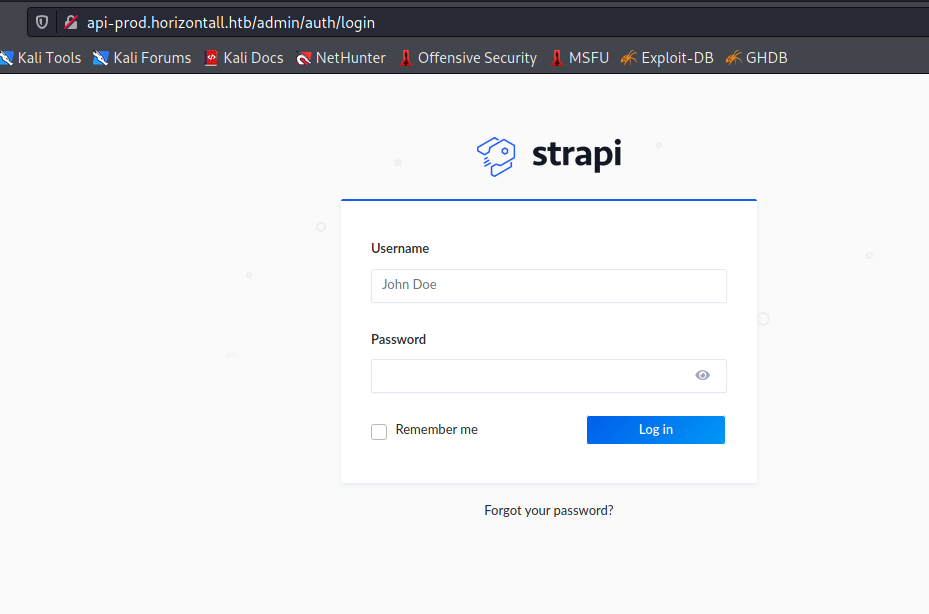 api-prod.horizontall.htb/admin/auth/login
Kali Tools Kali Forums Kali Docs NetHunter Offensive Security MSFU Exploit-DB GHDB
strapi
Username
John Doe
Password
Remember me Log in
Forgot your password?